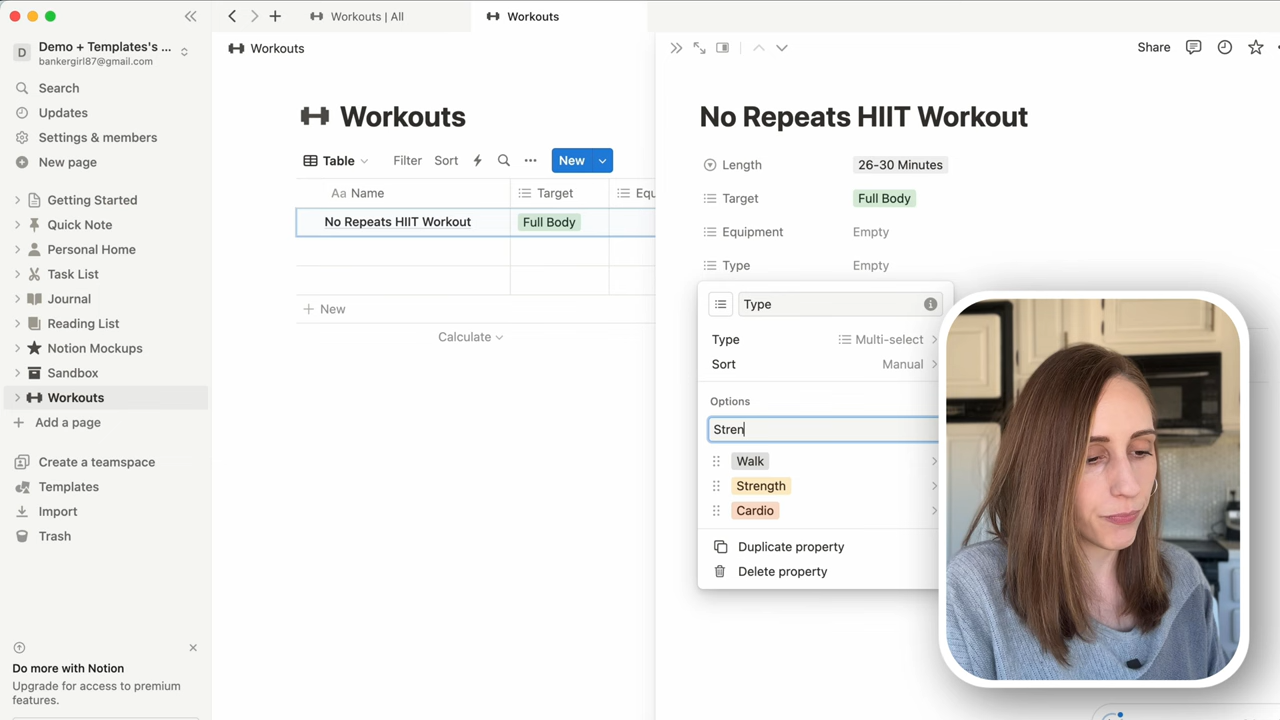 Workouts | All
Workouts
D
Demo + Templates's ...
bankergirl87@gmail.com
Search
Updates
Settings & members
New page
Getting Started
Quick Note
Personal Home
Task List
Journal
Reading List
Notion Mockups
Sandbox
Workouts
Add a page
Create a teamspace
Templates
Import
Trash
Do more with Notion
Upgrade for access to premium
features.
Workouts
Workouts
Table
Filter
Sort
New
Aa Name
Target
Equ
No Repeats HIIT Workout
Full Body
New
Calculate
Share
No Repeats HIIT Workout
Length
26-30 Minutes
Target
Full Body
Equipment
Empty
Type
Empty
Type
Type
Multi-select
Sort
Manual
Options
Stren
Walk
Strength
Cardio
Duplicate property
Delete property